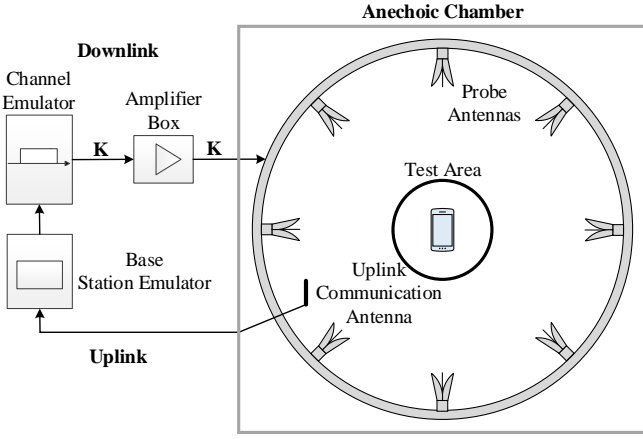 Anechoic Chamber
Downlink
Channel
Emulator
Amplifier
Box
K
K
Probe
Antennas
Test Area
Base
Station Emulator
Uplink
Communication
Antenna
Uplink